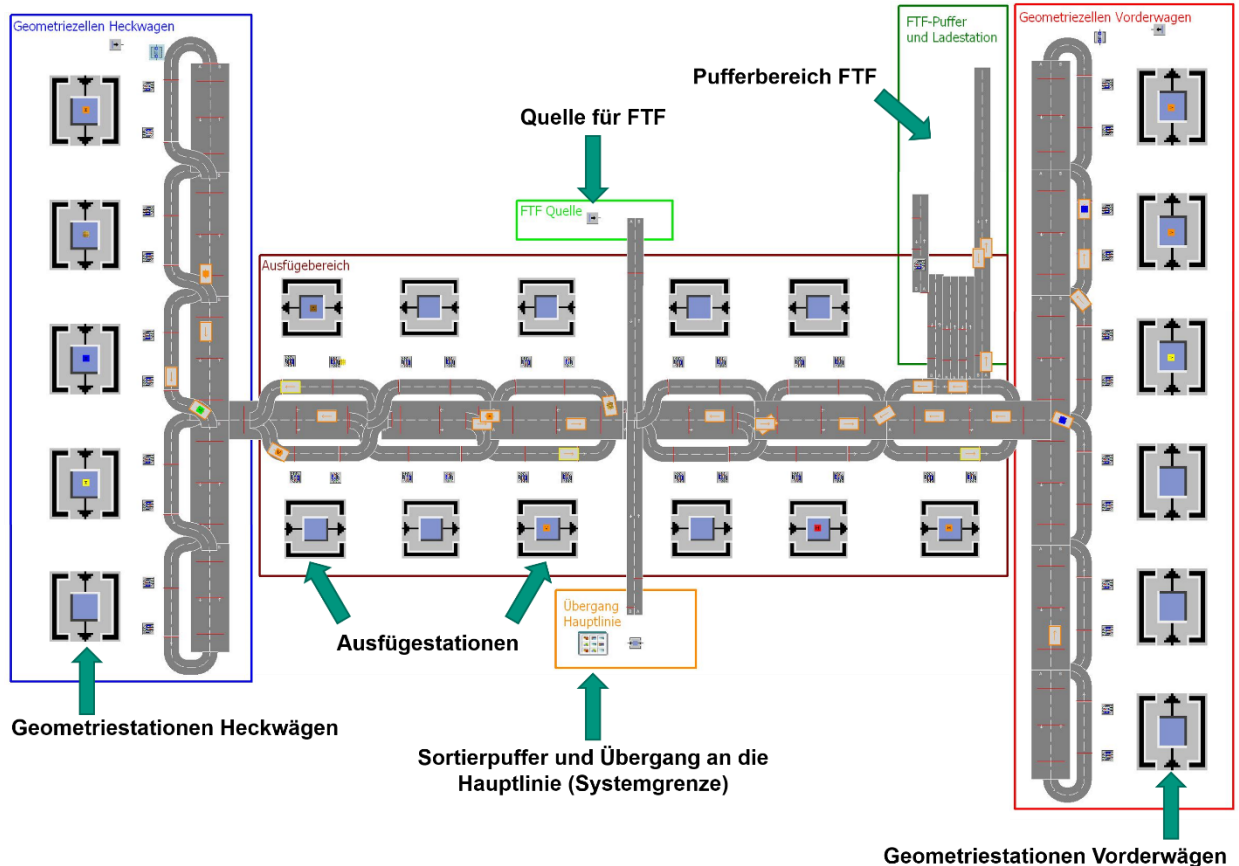 Geometriezellen Heckwagen
FTF-Puffer
und Ladestation
Geometriezellen Vorderwagen
Pufferbereich FTF
Quelle für FTF
FTF Quelle
Ausfügebereich
Übergang
Hauptlinie
Ausfügestationen
Geometriestationen Heckwägen
Sortierpuffer und Übergang an die
Hauptlinie (Systemgrenze)
Geometriestationen Vorderwägen